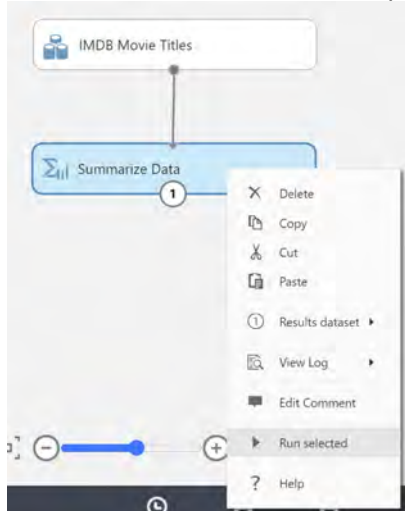 IMDB Movie Titles
Summarize Data
1
Delete
Copy
Cut
Paste
1 Results dataset
View Log
Edit Comment
Run selected
? Help